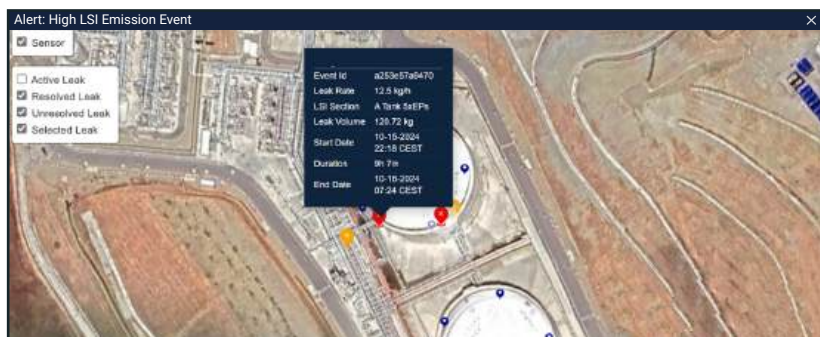 Alert: High LSI Emission Event
Sensor
Active Leak
Resolved Leak
Unresolved Leak
Selected Leak
Event Id a253e57a6470
Leak Rate 12.5 kg/h
LSI Section A Tank 5xEPs
Leak Volume 120.72 kg
Start Date 10-15-2024
22:18 CEST
Duration 9h 7m
End Date 10-16-2024
07:24 CEST